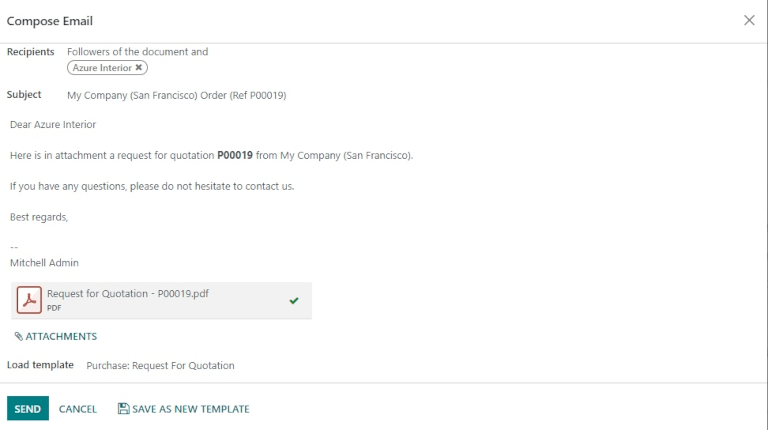 Compose Email
Recipients Followers of the document and
Azure Interior ✖
Subject My Company (San Francisco) Order (Ref P00019)
Dear Azure Interior
Here is in attachment a request for quotation P00019 from My Company (San Francisco).
If you have any questions, please do not hesitate to contact us.
Best regards,
--
Mitchell Admin
Request for Quotation - P00019.pdf
PDF
ATTACHMENTS
Load template Purchase: Request For Quotation
SEND CANCEL SAVE AS NEW TEMPLATE